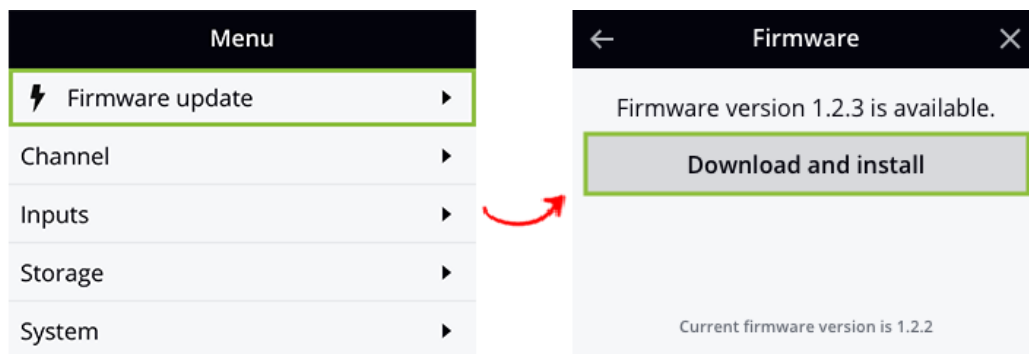 Menu
Firmware update
Channel
Inputs
Storage
System
Firmware
Firmware version 1.2.3 is available.
Download and install
Current firmware version is 1.2.2